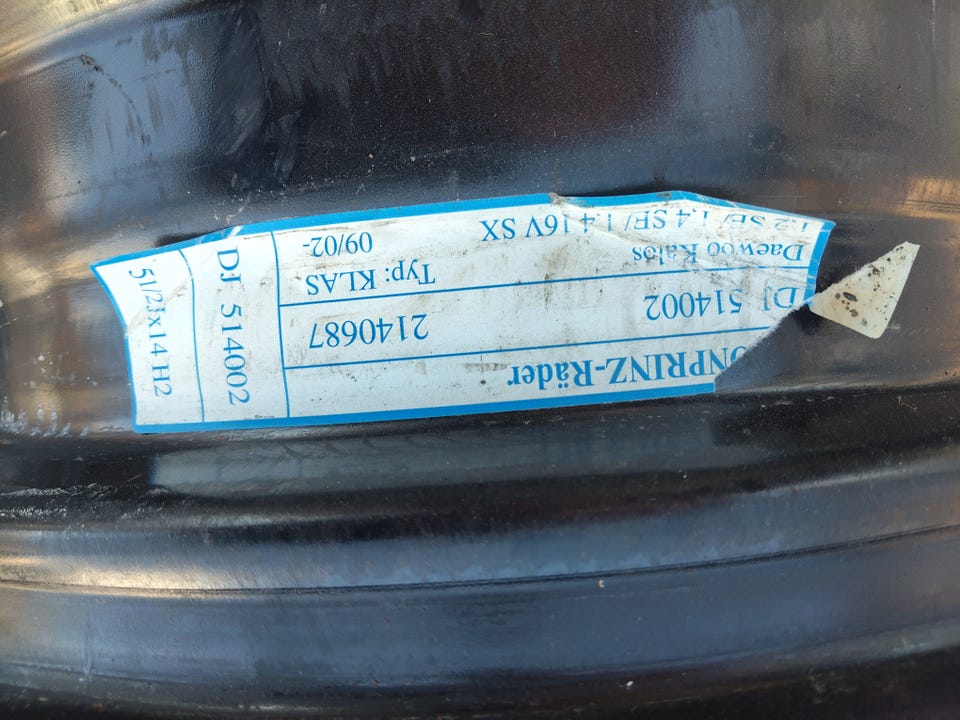 ONPRINZ-Räder
DJ 514002 2140687
Daewoo Kalos Typ: KLAS
1.2 SE/ 1.4 SE/ 1.4 16V SX 09/02-
DJ 514002
51/2Jx14 H2